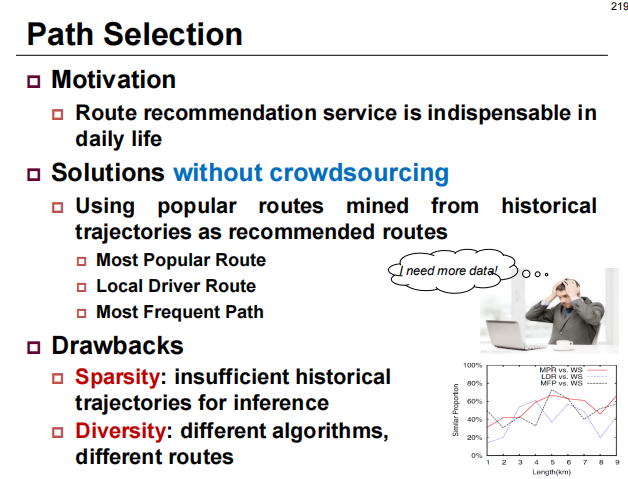 219
Path Selection
Motivation
Route recommendation service is indispensable in
daily life
Solutions without crowdsourcing
Using popular routes mined from historical
trajectories as recommended routes
Most Popular Route
Local Driver Route
Most Frequent Path
I need more data!
Drawbacks
Sparsity: insufficient historical
trajectories for inference
Diversity: different algorithms,
different routes
100%
80%
60%
40%
20%
0%
Similar Proportion
MPR vs. WS
LDR vs. WS
MFP vs. WS
1 2 3 4 5 6 7 8 9
Length(km)